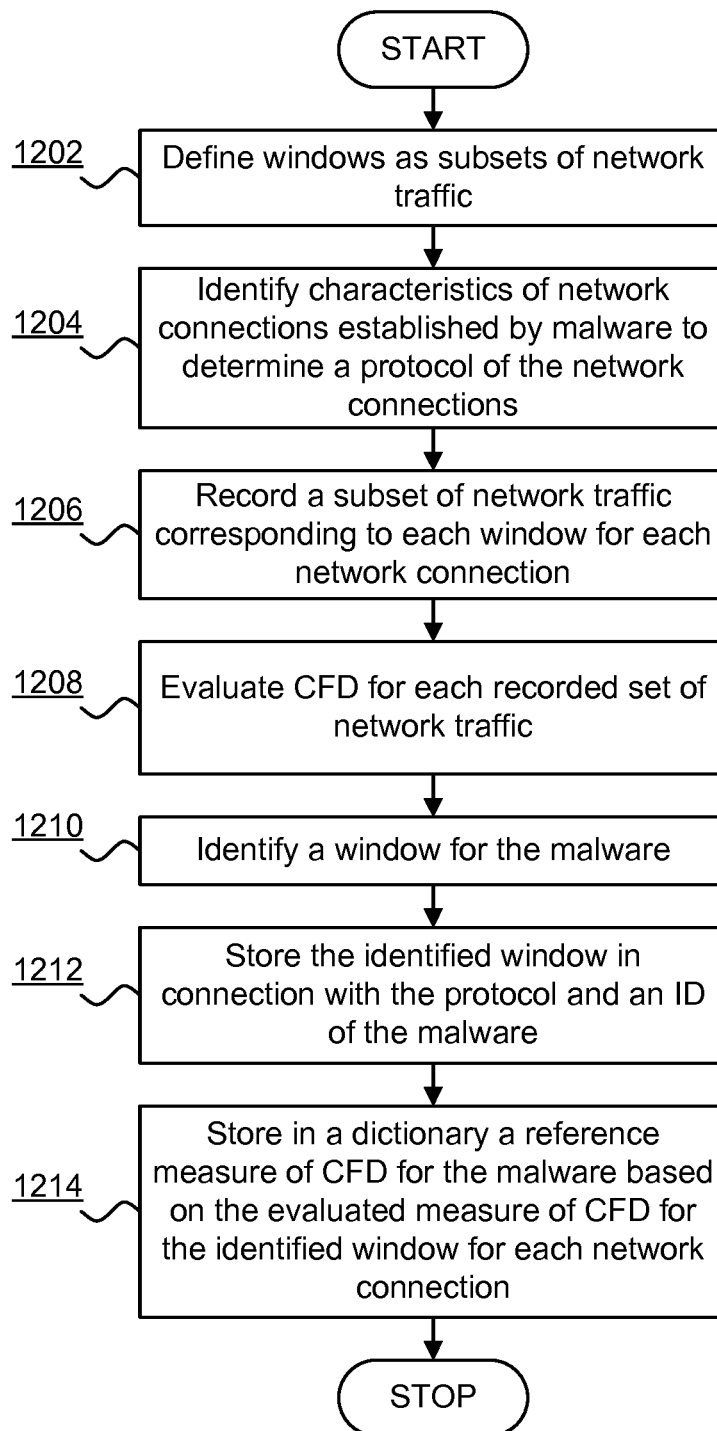 START
1202
Define windows as subsets of network
traffic
1204
Identify characteristics of network
connections established by malware to
determine a protocol of the network
connections
1206
Record a subset of network traffic
corresponding to each window for each
network connection
1208
Evaluate CFD for each recorded set of
network traffic
1210
Identify a window for the malware
1212
Store the identified window in
connection with the protocol and an ID
of the malware
1214
Store in a dictionary a reference
measure of CFD for the malware based
on the evaluated measure of CFD for
the identified window for each network
connection
STOP